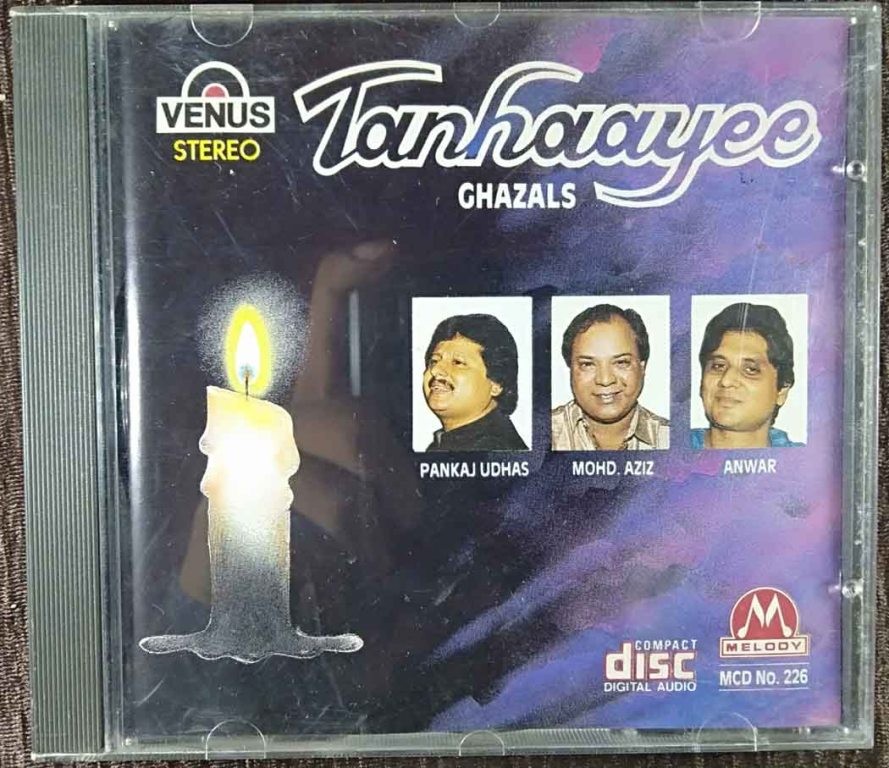 VENUS
STEREO
Tanhaayee
GHAZALS
PANKAJ UDHAS
MOHD. AZIZ
ANWAR
COMPACT
disc
DIGITAL AUDIO
MELODY
MCD No. 226